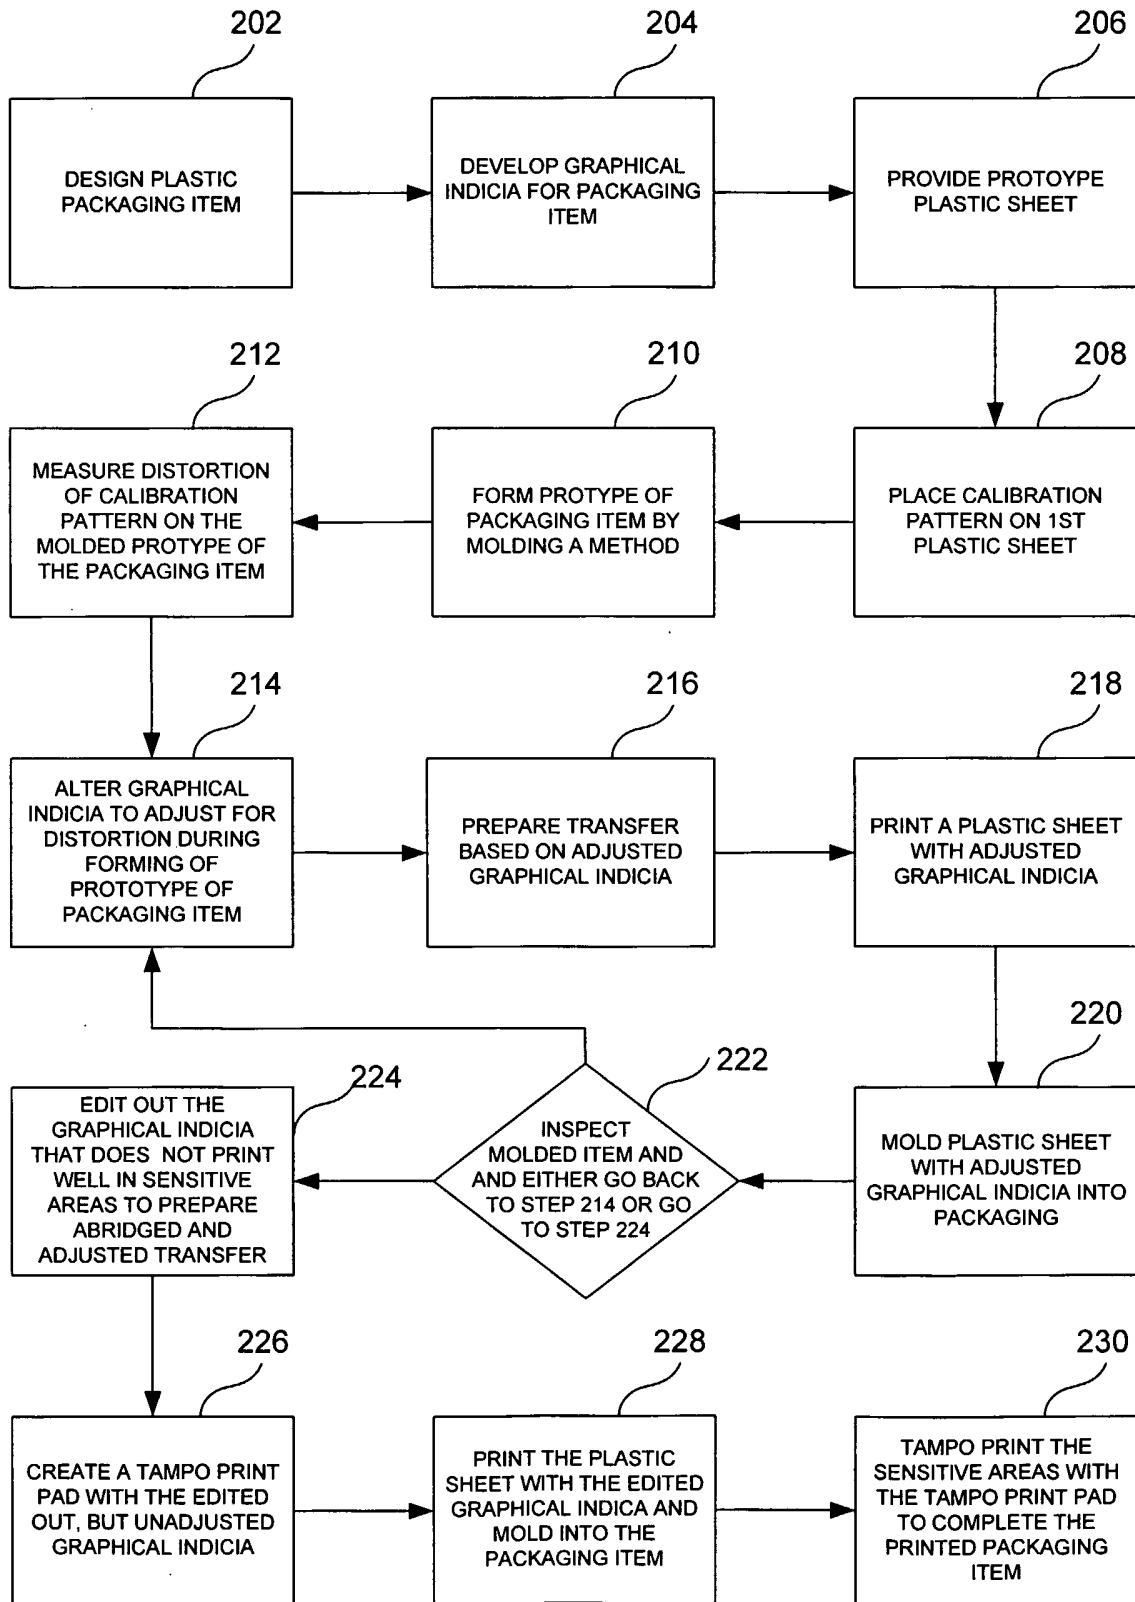 202
204
206
DESIGN PLASTIC
PACKAGING ITEM
DEVELOP GRAPHICAL
INDICIA FOR PACKAGING
ITEM
PROVIDE PROTOYPE
PLASTIC SHEET
212
210
208
MEASURE DISTORTION
OF CALIBRATION
PATTERN ON THE
MOLDED PROTYPE OF
THE PACKAGING ITEM
FORM PROTYPE OF
PACKAGING ITEM BY
MOLDING A METHOD
PLACE CALIBRATION
PATTERN ON 1ST
PLASTIC SHEET
214
216
218
ALTER GRAPHICAL
INDICIA TO ADJUST FOR
DISTORTION DURING
FORMING OF
PROTOTYPE OF
PACKAGING ITEM
PREPARE TRANSFER
BASED ON ADJUSTED
GRAPHICAL INDICIA
PRINT A PLASTIC SHEET
WITH ADJUSTED
GRAPHICAL INDICIA
224
222
220
EDIT OUT THE
GRAPHICAL INDICIA
THAT DOES NOT PRINT
WELL IN SENSITIVE
AREAS TO PREPARE
ABRIDGED AND
ADJUSTED TRANSFER
INSPECT
MOLDED ITEM AND
AND EITHER GO BACK
TO STEP 214 OR GO
TO STEP 224
MOLD PLASTIC SHEET
WITH ADJUSTED
GRAPHICAL INDICIA INTO
PACKAGING
226
228
230
CREATE A TAMPO PRINT
PAD WITH THE EDITED
OUT, BUT UNADJUSTED
GRAPHICAL INDICIA
PRINT THE PLASTIC
SHEET WITH THE EDITED
GRAPHICAL INDICA AND
MOLD INTO THE
PACKAGING ITEM
TAMPO PRINT THE
SENSITIVE AREAS WITH
THE TAMPO PRINT PAD
TO COMPLETE THE
PRINTED PACKAGING
ITEM